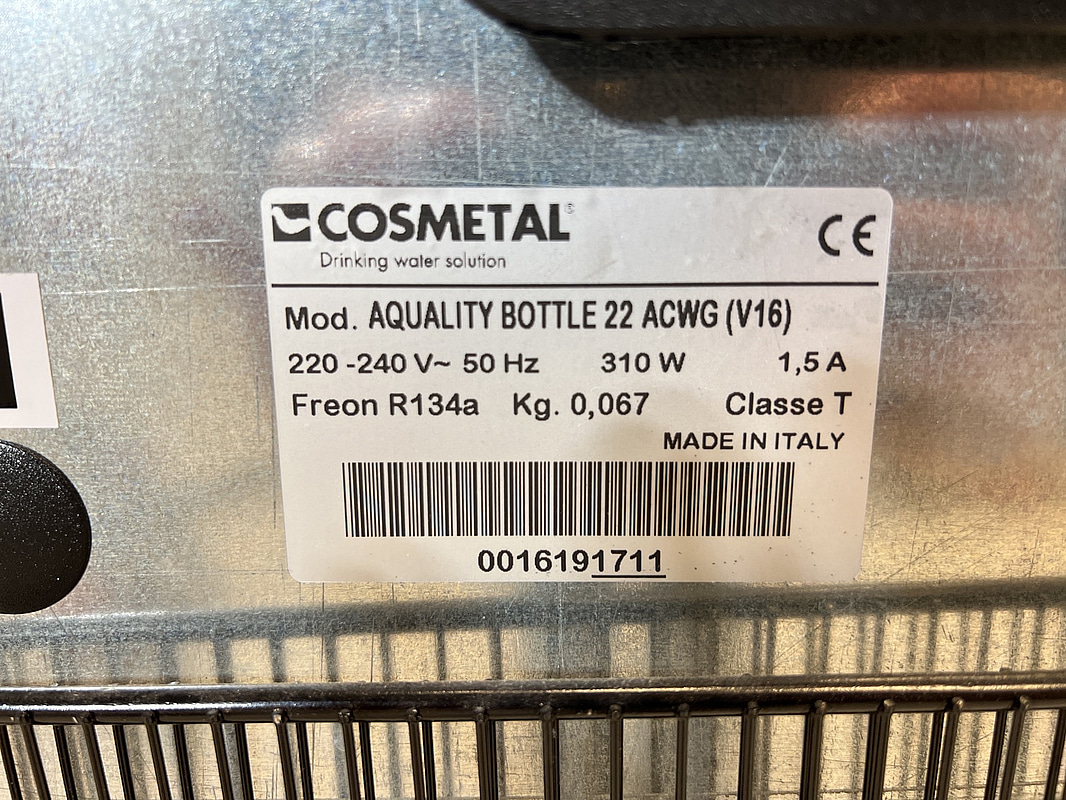 COSMETAL®
Drinking water solution
CE
Mod. AQUALITY BOTTLE 22 ACWG (V16)
220 -240 V~ 50 Hz 310 W 1,5 A
Freon R134a Kg. 0,067 Classe T
MADE IN ITALY
0016191711